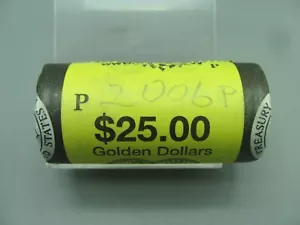 P 2006P
$25.00
Golden Dollars
D STATES
TREASURY